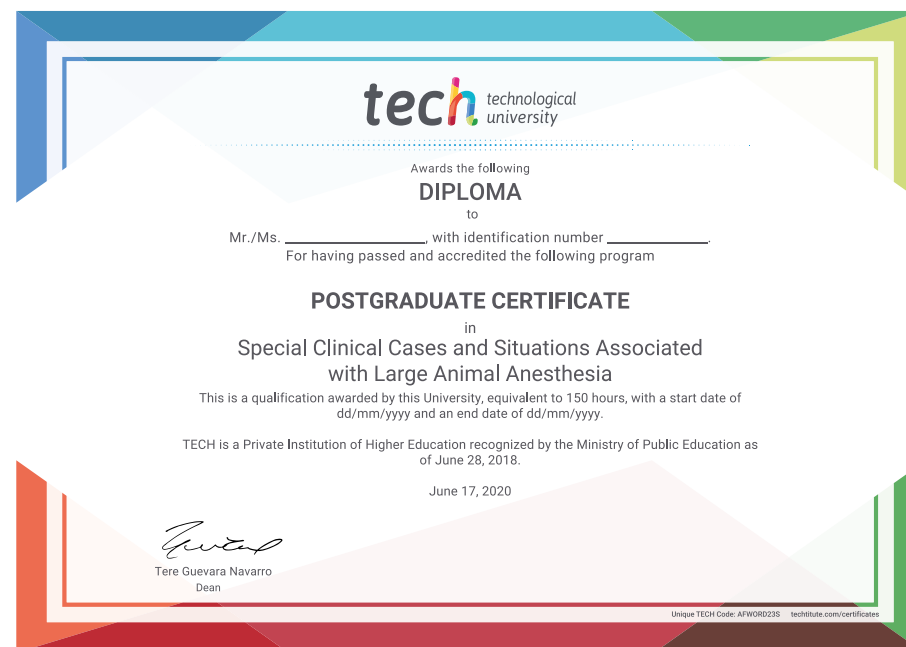 tech technological
university
Awards the following
DIPLOMA
to
Mr./Ms. ____________________, with identification number ______________.
For having passed and accredited the following program
POSTGRADUATE CERTIFICATE
in
Special Clinical Cases and Situations Associated
with Large Animal Anesthesia
This is a qualification awarded by this University, equivalent to 150 hours, with a start date of
dd/mm/yyyy and an end date of dd/mm/yyyy.
TECH is a Private Institution of Higher Education recognized by the Ministry of Public Education as
of June 28, 2018.
June 17, 2020
Tere Guevara Navarro
Dean
Unique TECH Code: AFWORD23S techtitute.com/certificates